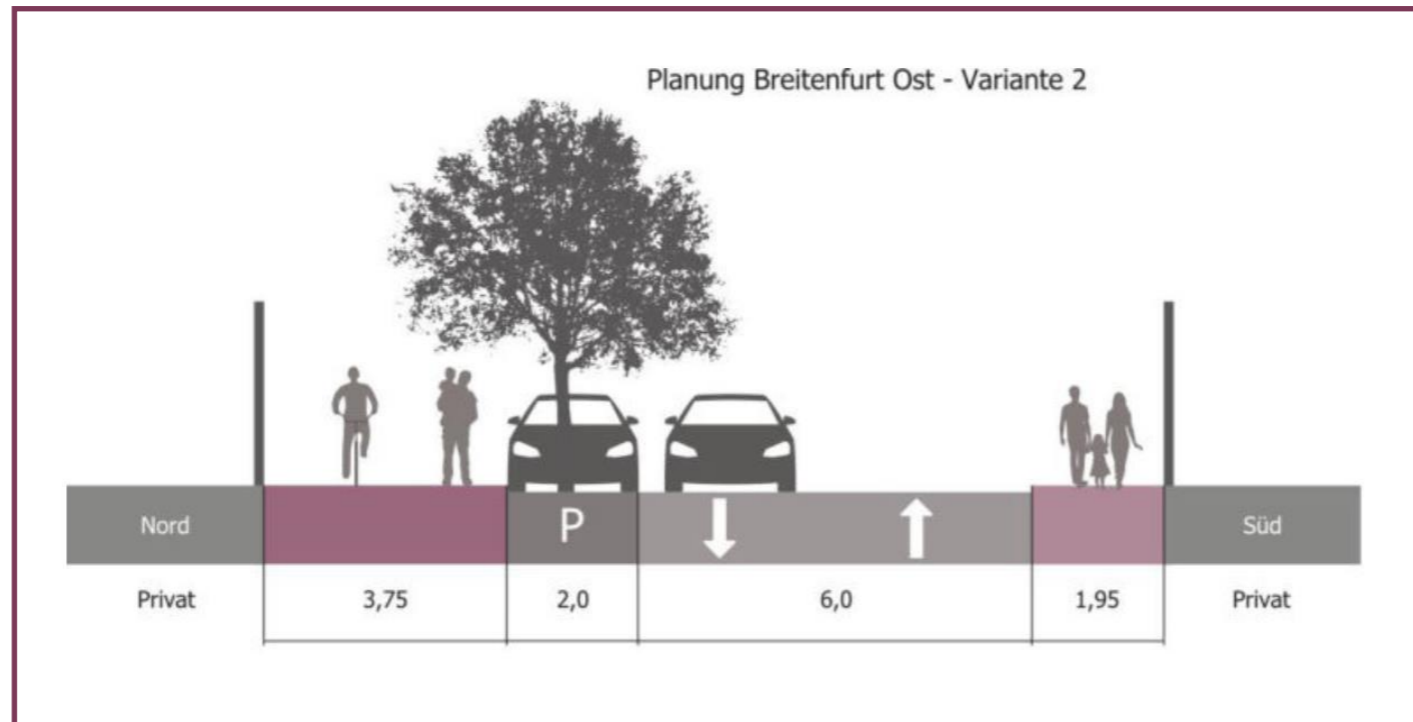 Planung Breitenfurt Ost - Variante 2
Nord
P
Süd
Privat
3,75
2,0
6,0
1,95
Privat